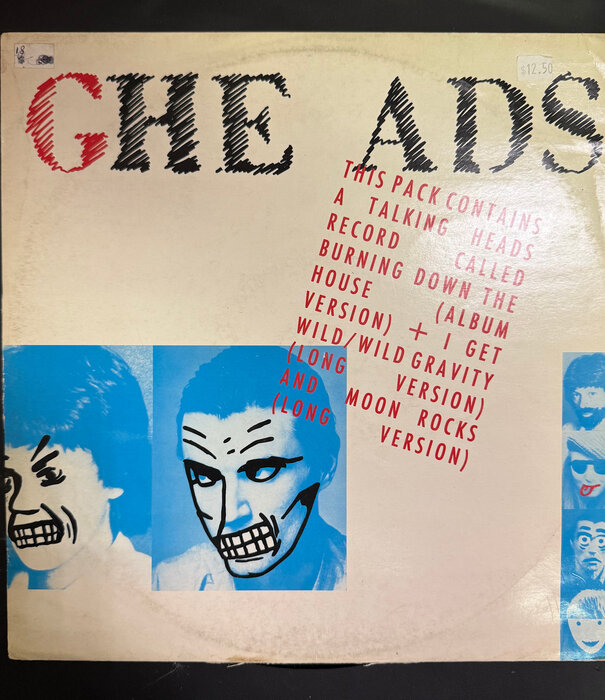 18
$12.50
GHE ADS
THIS PACK CONTAINS
A TALKING HEADS
RECORD CALLED
BURNING DOWN THE
HOUSE (ALBUM
VERSION) + I GET
WILD/WILD GRAVITY
(LONG VERSION)
AND MOON ROCKS
(LONG VERSION)